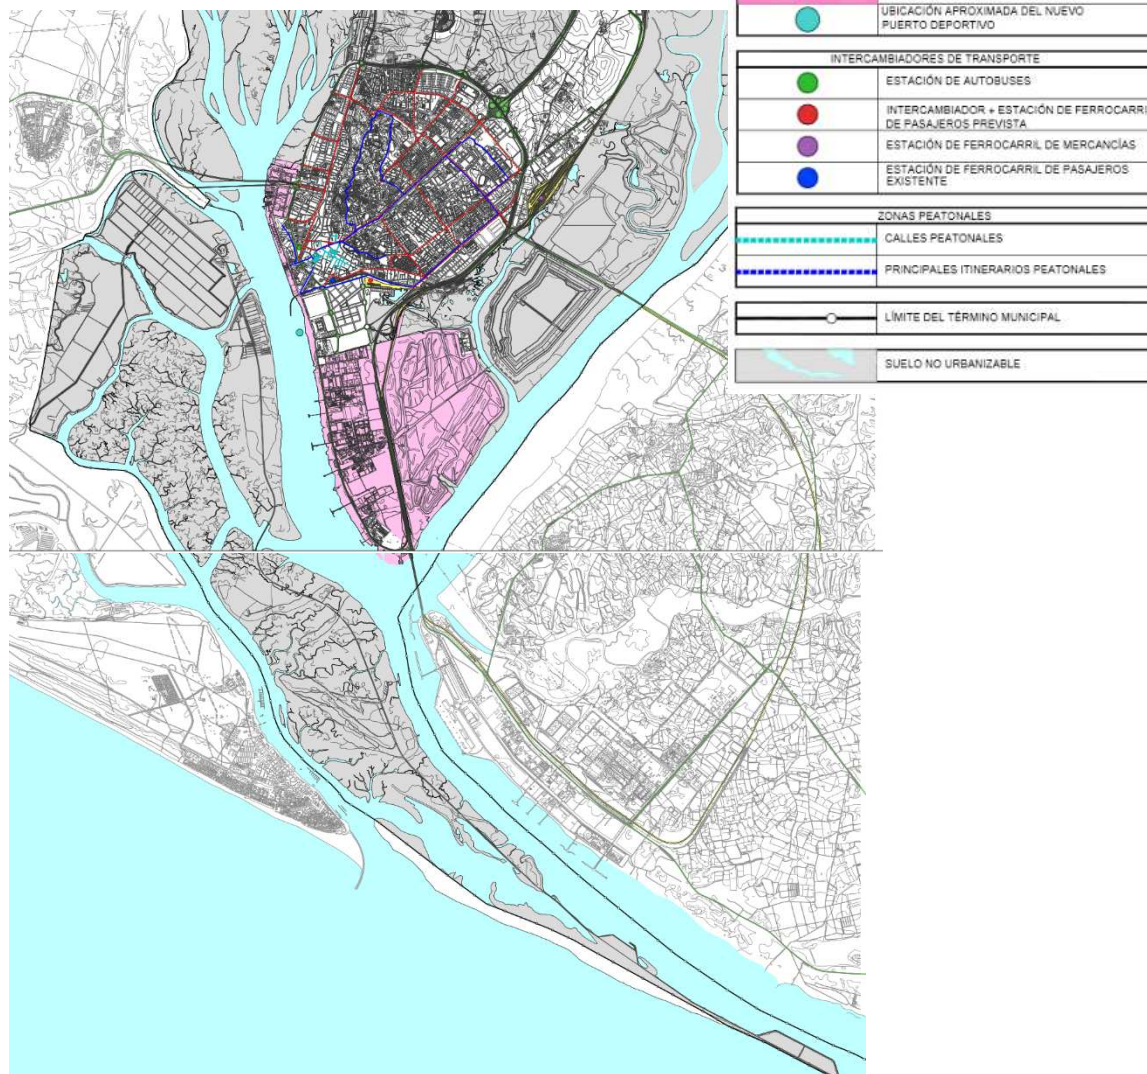 UBICACIÓN APROXIMADA DEL NUEVO
PUERTO DEPORTIVO
INTERCAMBIADORES DE TRANSPORTE
ESTACIÓN DE AUTOBUSES
INTERCAMBIADOR + ESTACIÓN DE FERROCARRI
DE PASAJEROS PREVISTA
ESTACIÓN DE FERROCARRIL DE MERCANCÍAS
ESTACIÓN DE FERROCARRIL DE PASAJEROS
EXISTENTE
ZONAS PEATONALES
CALLES PEATONALES
PRINCIPALES ITINERARIOS PEATONALES
LÍMITE DEL TÉRMINO MUNICIPAL
SUELO NO URBANIZABLE